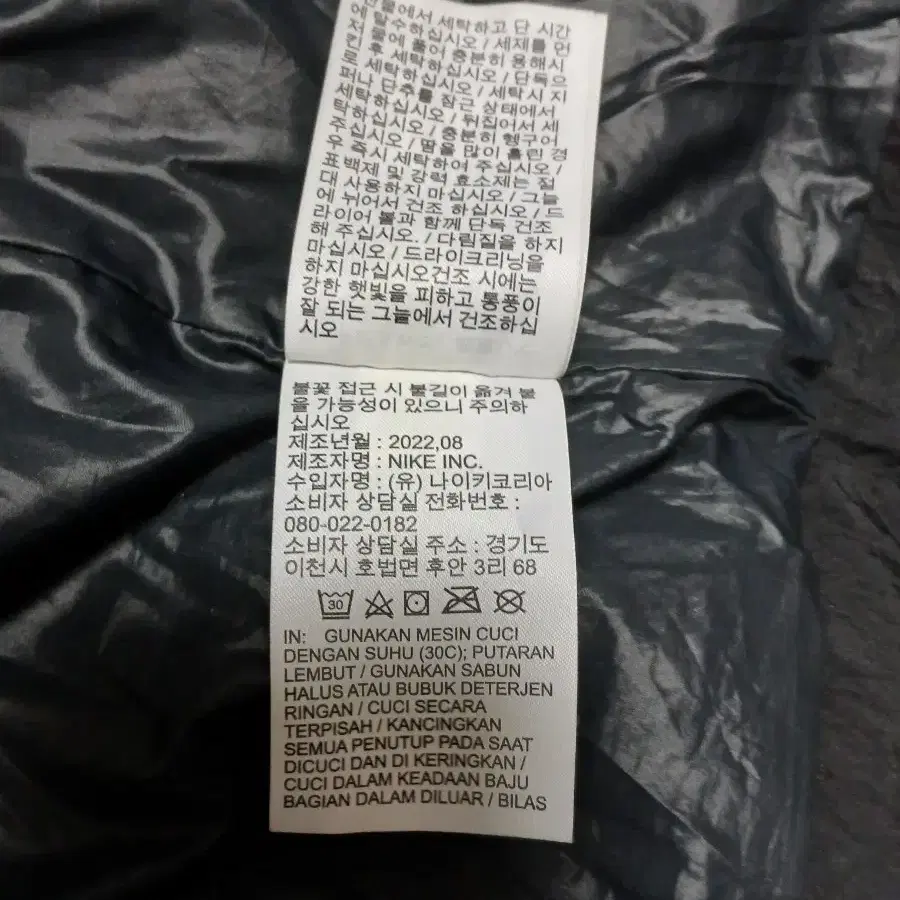 물에서 세탁하고 단 시간
에 탈수하십시오 / 세제를 먼
저 물에 풀어 충분히 용해시
킨 후 세탁하십시오 / 단독으
로 세탁하십시오 / 세탁시 지
퍼나 단추를 잠근 상태에서
세탁하십시오 / 뒤집어서 세
탁하십시오 / 충분히 헹구어
주십시오 / 땀을 많이 흘린 경
우 즉시 세탁하여 주십시오 /
표백제 및 강력 효소제는 절
대 사용하지 마십시오 / 그늘
에 뉘어서 건조 하십시오 / 드
라이어 볼과 함께 단독 건조
해 주십시오. / 다림질을 하지
마십시오 / 드라이크리닝을
하지 마십시오건조 시에는
강한 햇빛을 피하고 통풍이
잘 되는 그늘에서 건조하십
시오
불꽃 접근 시 불길이 옮겨 붙
을 가능성이 있으니 주의하
십시오
제조년월 : 2022,08
제조자명 : NIKE INC.
수입자명 : (유) 나이키코리아
소비자 상담실 전화번호 :
080-022-0182
소비자 상담실 주소 : 경기도
이천시 호법면 후안 3리 68
30
IN: GUNAKAN MESIN CUCI
DENGAN SUHU (30C); PUTARAN
LEMBUT / GUNAKAN SABUN
HALUS ATAU BUBUK DETERJEN
RINGAN / CUCI SECARA
TERPISAH / KANCINGKAN
SEMUA PENUTUP PADA SAAT
DICUCI DAN DI KERINGKAN /
CUCI DALAM KEADAAN BAJU
BAGIAN DALAM DILUAR / BILAS